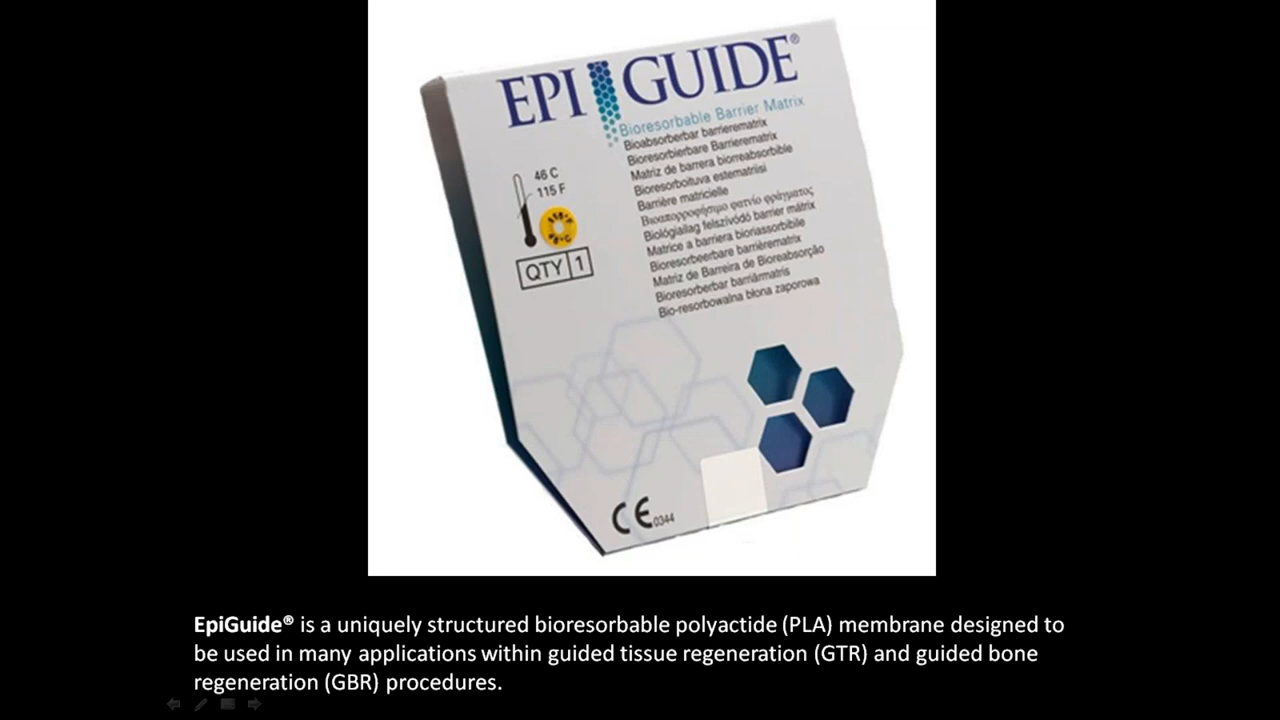 EPI GUIDE®
Bioresorbable Barrier Matrix
Bioabsorberbar barrierematrix
Bioresorbierbare Barrierematrix
Matriz de barrera biorreabsorbible
Bioresorboituva estematriisi
Barrière matricielle
Βιοαπορροφήσιμο φατνίο φράγματος
Biológiailag felszívódó barrier mátrix
Matrice a barriera bioriassorbibile
Bioresorbeerbare barrièrematrix
Matriz de Barreira de Bioreabsorção
Bioresorberbar barriärmatris
Bio-resorbowalna błona zaporowa
46 C
115 F
QTY 1
CE 0344
EpiGuide® is a uniquely structured bioresorbable polyactide (PLA) membrane designed to
be used in many applications within guided tissue regeneration (GTR) and guided bone
regeneration (GBR) procedures.